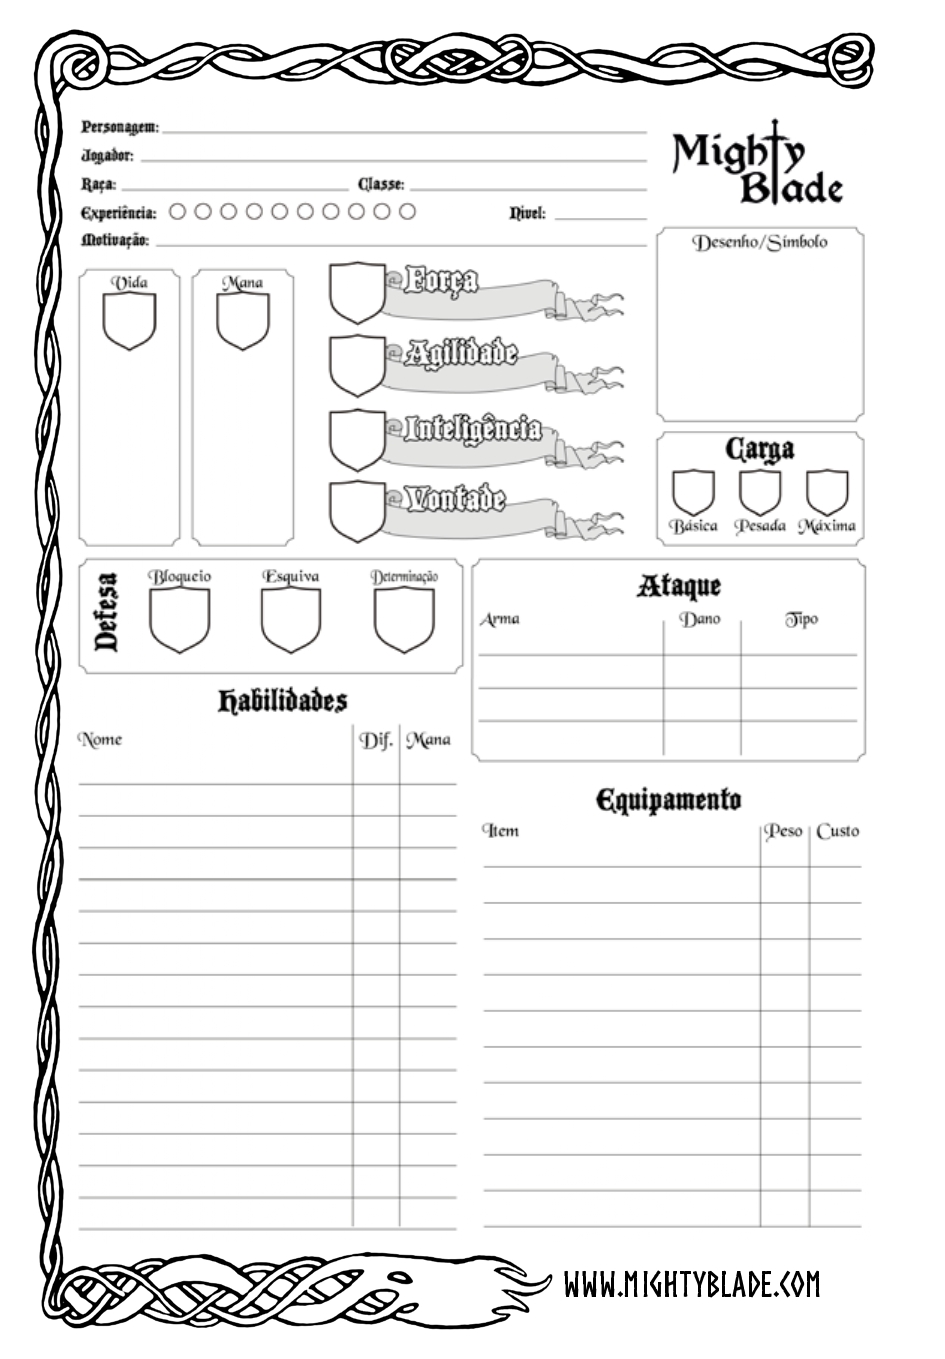 Personagem:
Jogador:
Raça: Classe:
Experiência: Nível:
Motivação:
Mighty
Blade
Desenho/Símbolo
Vida
Mana
Força
Agilidade
Inteligência
Vontade
Carga
Básica Pesada Máxima
Defesa
Bloqueio Esquiva Determinação
Ataque
Arma Dano Tipo
Habilidades
Nome Dif. Mana
Equipamento
Item Peso Custo
WWW.MIGHTYBLADE.COM